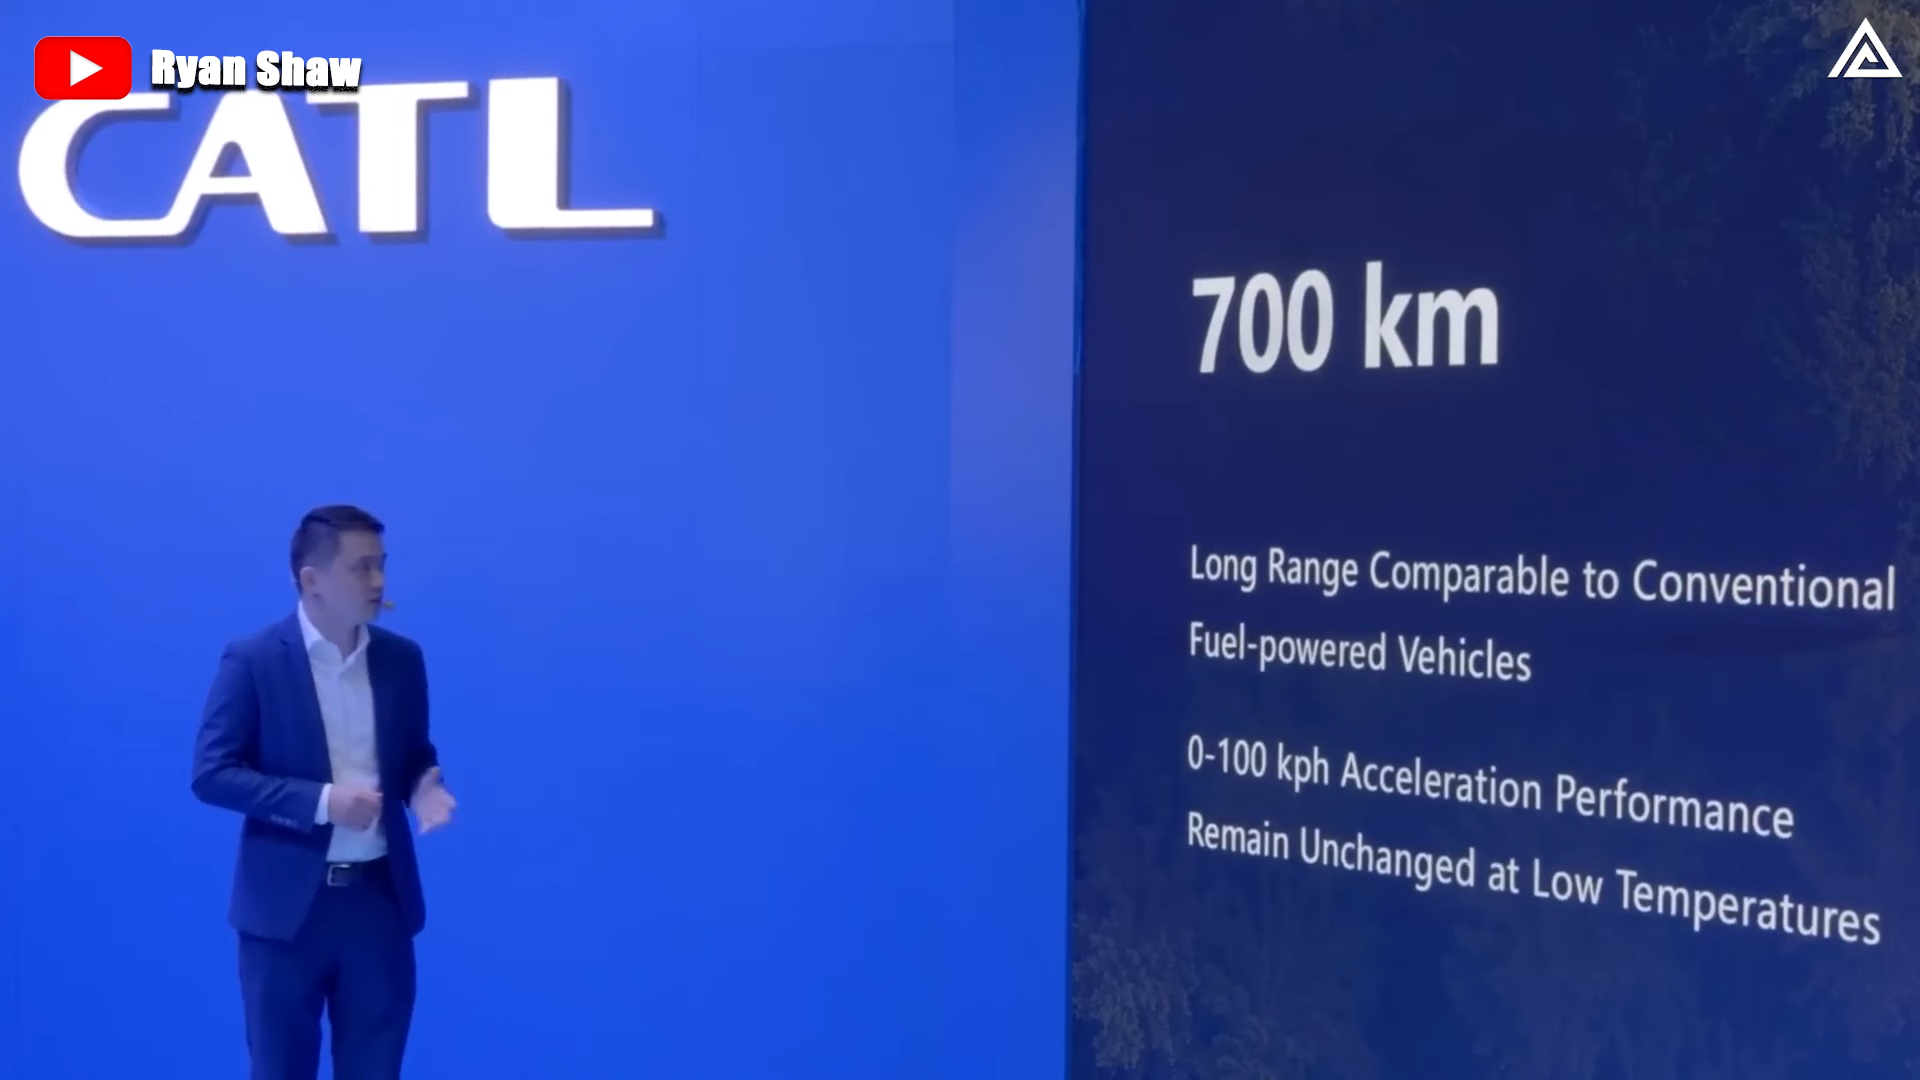 Ryan Shaw
CATL
700 km
Long Range Comparable to Conventional
Fuel-powered Vehicles
0-100 kph Acceleration Performance
Remain Unchanged at Low Temperatures